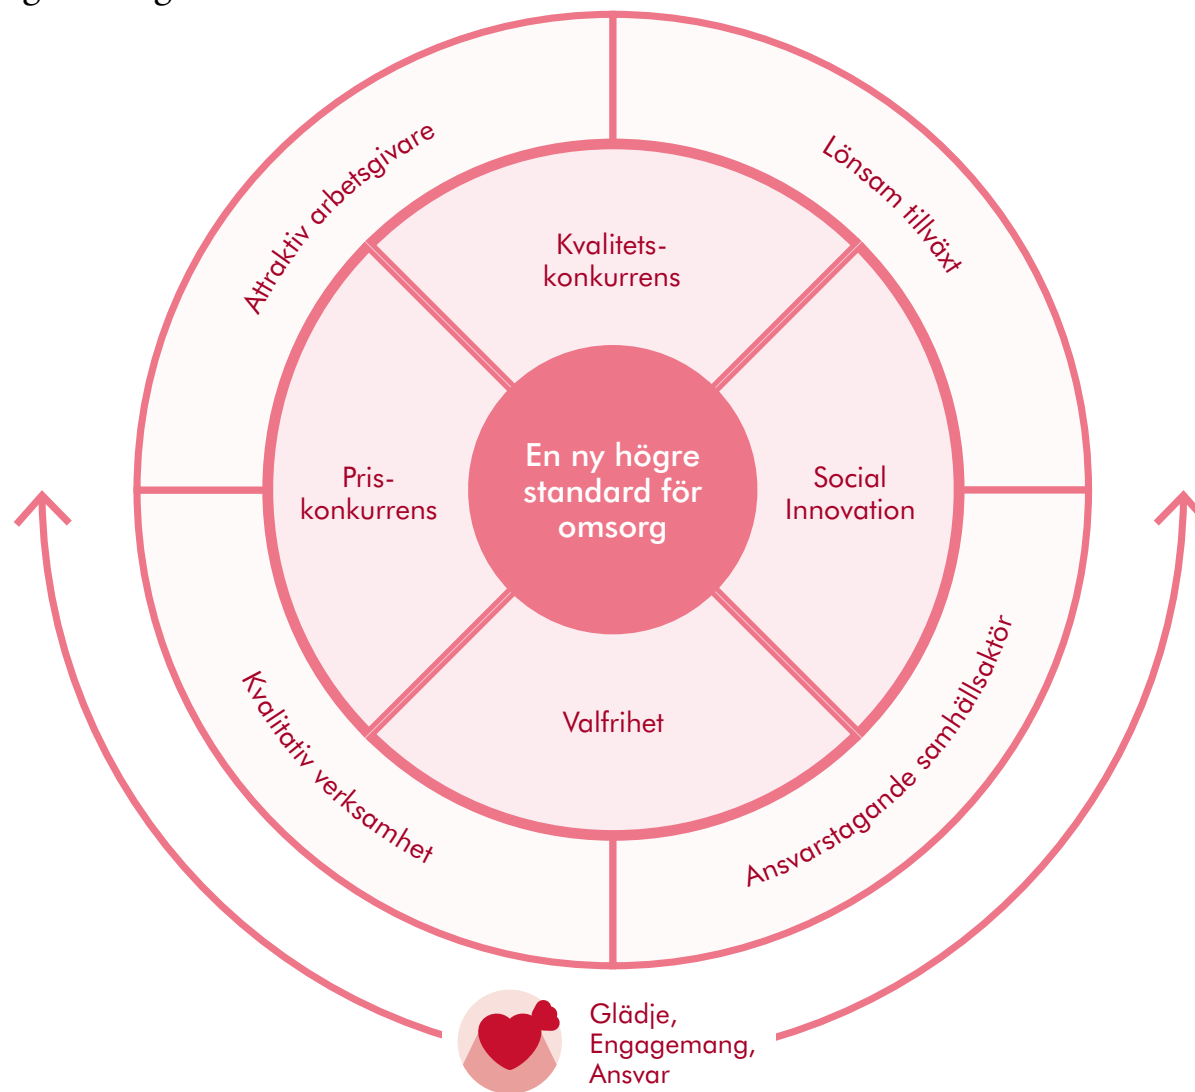 Attraktiv arbetsgivare
Lönsam tillväxt
Kvalitets-
konkurrens
Pris-
konkurrens
En ny högre
standard för
omsorg
Social
Innovation
Valfrihet
Kvalitativ verksamhet
Ansvarstagande samhällsaktör
Glädje,
Engagemang,
Ansvar